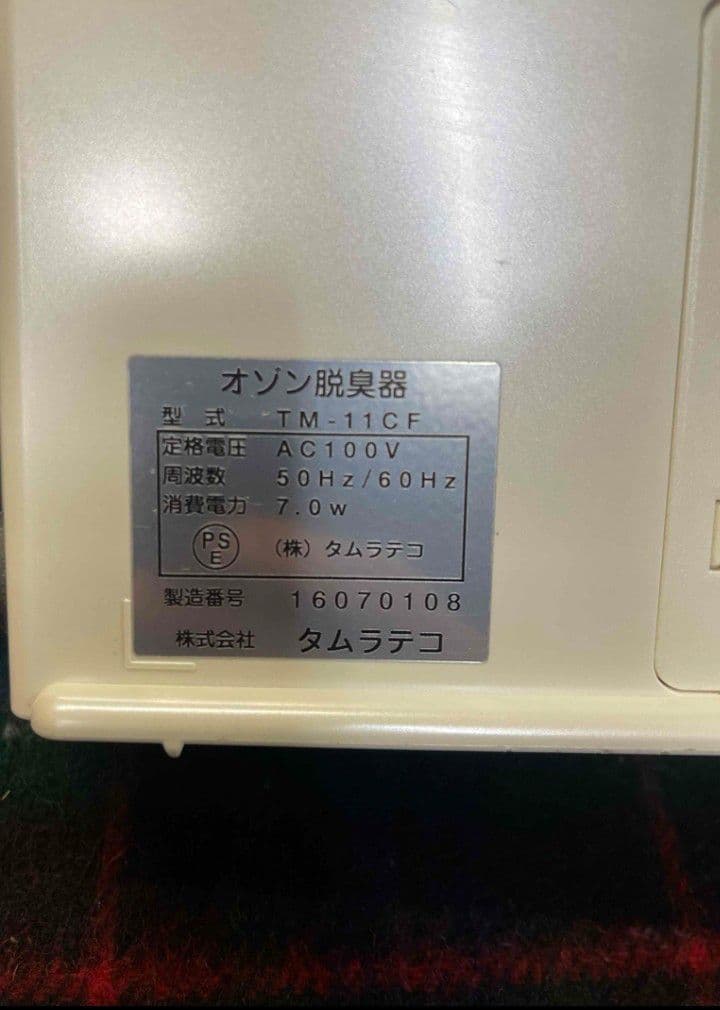 オゾン脱臭器
型 式 TM-11CF
定格電圧 AC100V
周波数 50Hz/60Hz
消費電力 7.0w
PS
E
(株) タムラテコ
製造番号 16070108
株式会社 タムラテコ